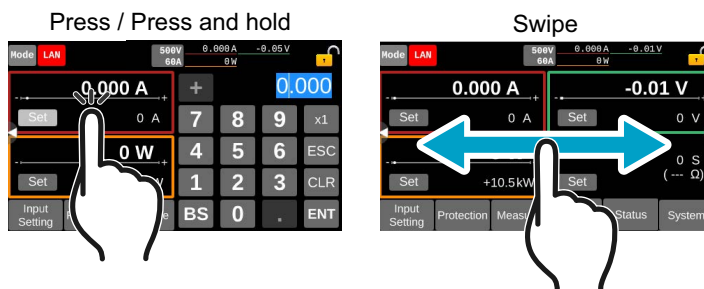 Press / Press and hold
Mode LAN 500V 0.000 A -0.05 V
60A 0 W
0.000 A + 0.000
Set 0 A 7 8 9 x1
0 W 4 5 6 ESC
Set W 1 2 3 CLR
Input Setting BS 0 . ENT
Swipe
Mode LAN 500V 0.000 A -0.01 V
60A 0 W
0.000 A -0.01 V
Set 0 A Set 0 V
0 S
Set +10.5kW Set ( --- Ω)
Input Setting Protection Measu Status System